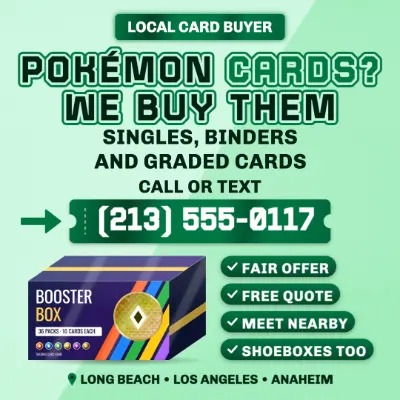 LOCAL CARD BUYER
POKÉMON CARDS?
WE BUY THEM
SINGLES, BINDERS
AND GRADED CARDS
CALL OR TEXT
(213) 555-0117
BOOSTER
BOX
36 PACKS · 10 CARDS EACH
✓ FAIR OFFER
✓ FREE QUOTE
✓ MEET NEARBY
✓ SHOEBOXES TOO
LONG BEACH • LOS ANGELES • ANAHEIM